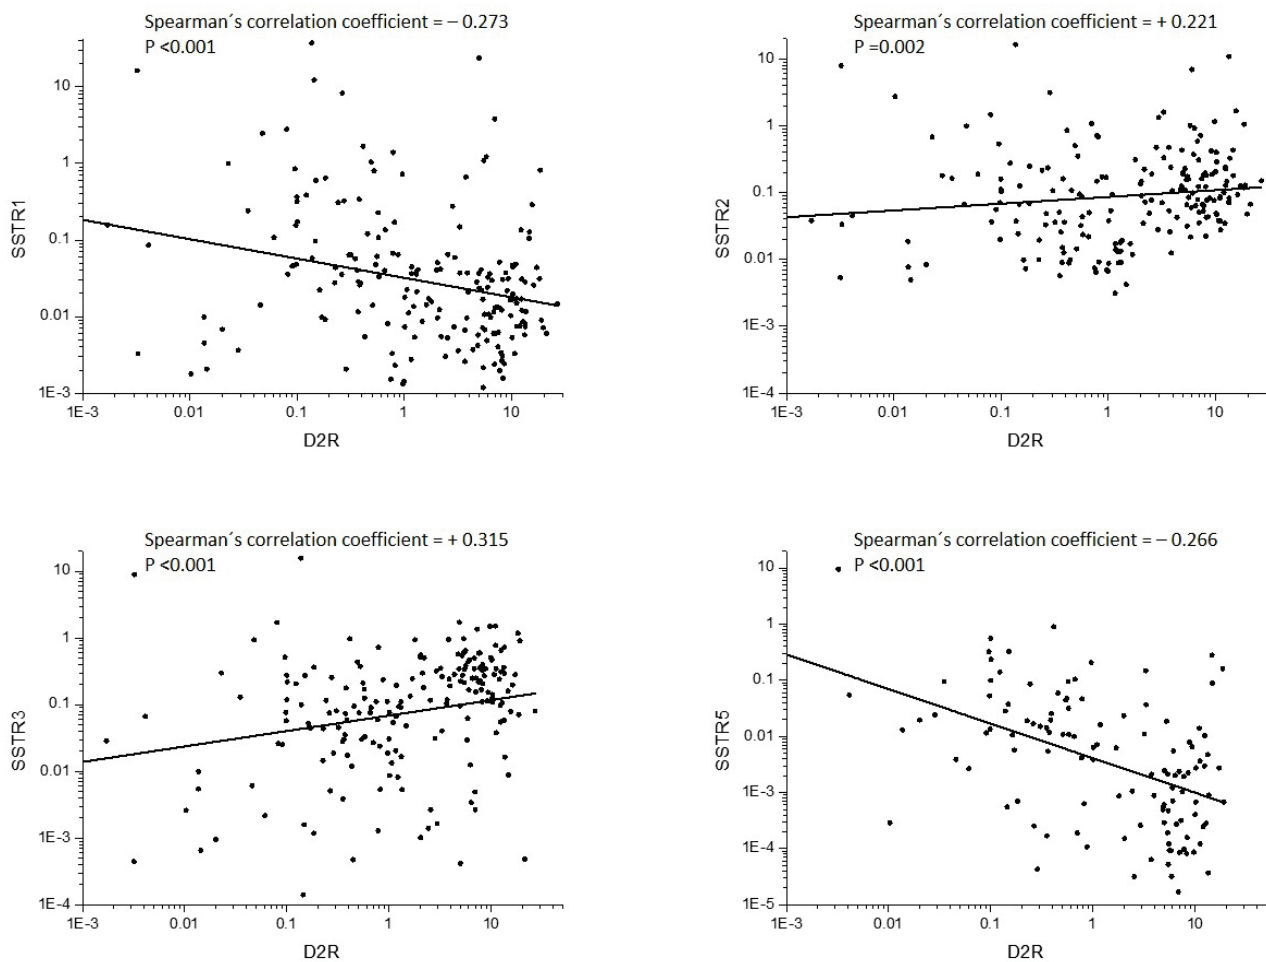 Spearman´s correlation coefficient = – 0.273
P <0.001
10
1
0.1
0.01
1E-3
SSTR1
1E-3
0.01
0.1
1
10
D2R
Spearman´s correlation coefficient = + 0.221
P =0.002
10
1
0.1
0.01
1E-3
1E-4
SSTR2
1E-3
0.01
0.1
1
10
D2R
Spearman´s correlation coefficient = + 0.315
P <0.001
10
1
0.1
0.01
1E-3
1E-4
SSTR3
1E-3
0.01
0.1
1
10
D2R
Spearman´s correlation coefficient = – 0.266
P <0.001
10
1
0.1
0.01
1E-3
1E-4
1E-5
SSTR5
1E-3
0.01
0.1
1
10
D2R